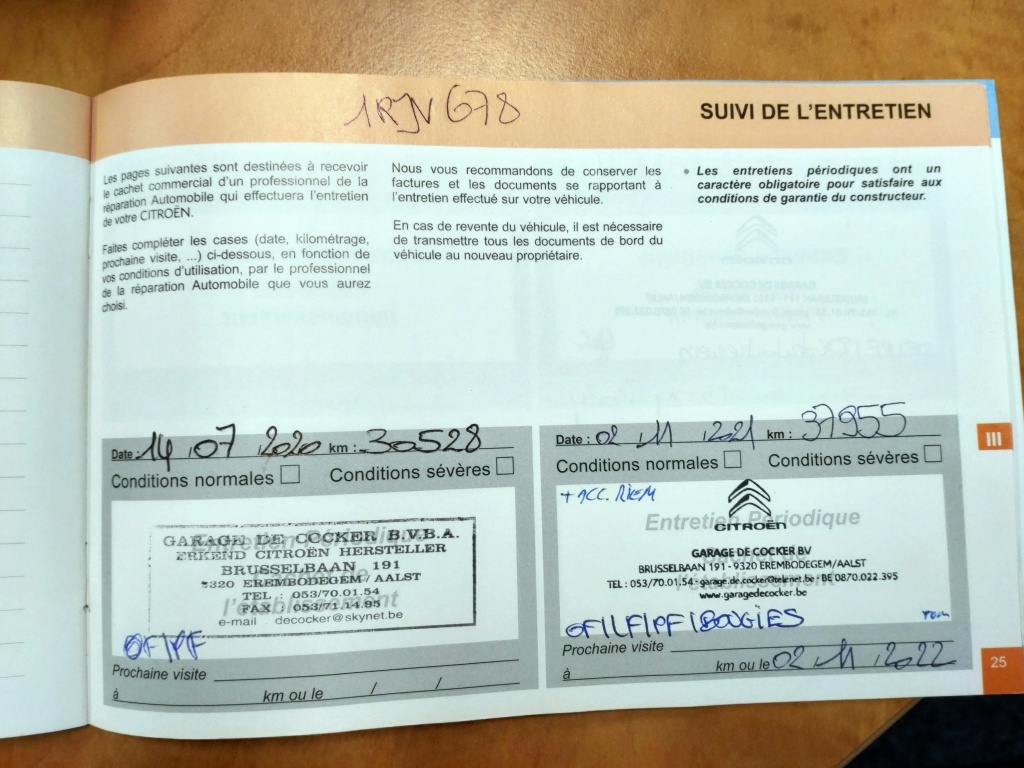 1RJV678
SUIVI DE L'ENTRETIEN
Les pages suivantes sont destinées à recevoir
le cachet commercial d'un professionnel de la
réparation Automobile qui effectuera l'entretien
de votre CITROËN.
Faites compléter les cases (date, kilométrage,
prochaine visite, ...) ci-dessous, en fonction de
vos conditions d'utilisation, par le professionnel
de la réparation Automobile que vous aurez
choisi.
Nous vous recommandons de conserver les
factures et les documents se rapportant à
l'entretien effectué sur votre véhicule.
En cas de revente du véhicule, il est nécessaire
de transmettre tous les documents de bord du
véhicule au nouveau propriétaire.
• Les entretiens périodiques ont un
caractère obligatoire pour satisfaire aux
conditions de garantie du constructeur.
Date : 14 07 2020 km : 30528
Conditions normales Conditions sévères
Entretien Périodique
GARAGE DE COCKER B.V.B.A.
ERKEND CITROËN HERSTELLER
BRUSSELBAAN 191
9320 EREMBODEGEM / AALST
TEL : 053/70.01.54
l'établissement
FAX : 053/71.14.95
e-mail decocker@skynet.be
OF/PF
Prochaine visite
à km ou le / /
Date : 02 11 2021 km : 37955
Conditions normales Conditions sévères
+ ACC. RIEM
Entretien Périodique
CITROËN
GARAGE DE COCKER BV
BRUSSELBAAN 191 - 9320 EREMBODEGEM/AALST
TEL : 053/70.01.54 - garage.de.cocker@telenet.be - BE 0870.022.395
l'établissement
www.garagedecocker.be
OF/LF/PF/BOUGIES
Prochaine visite
à km ou le 02 11 2022
III
25